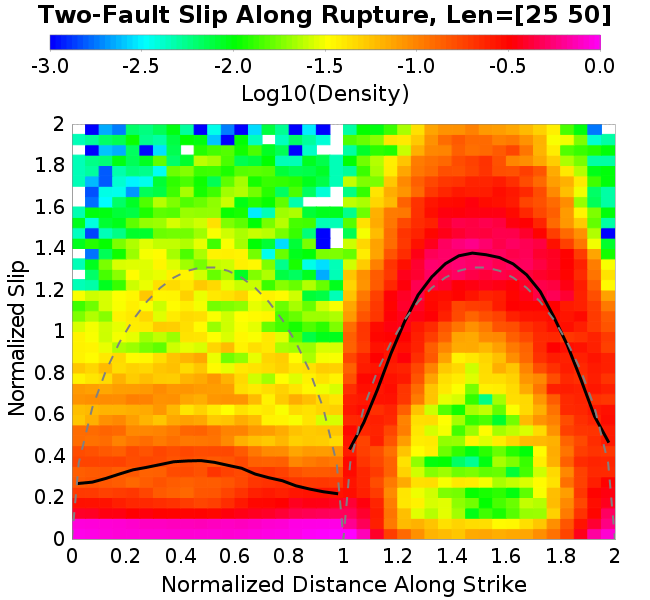 Two-Fault Slip Along Rupture, Len=[25 50]
-3.0 -2.5 -2.0 -1.5 -1.0 -0.5 0.0
Log10(Density)
2
1.8
1.6
1.4
1.2
1
0.8
0.6
0.4
0.2
0
Normalized Slip
0 0.2 0.4 0.6 0.8 1 1.2 1.4 1.6 1.8 2
Normalized Distance Along Strike